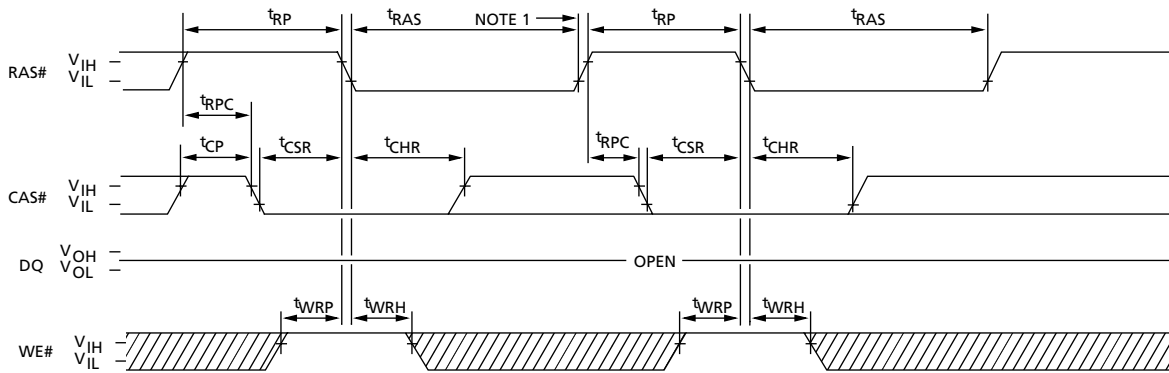 tRP tRAS NOTE 1 tRP tRAS
RAS# VIH
VIL
tRPC
tCP tCSR tCHR tRPC tCSR tCHR
CAS# VIH
VIL
DQ VOH
VOL
OPEN
tWRP tWRH tWRP tWRH
WE# VIH
VIL